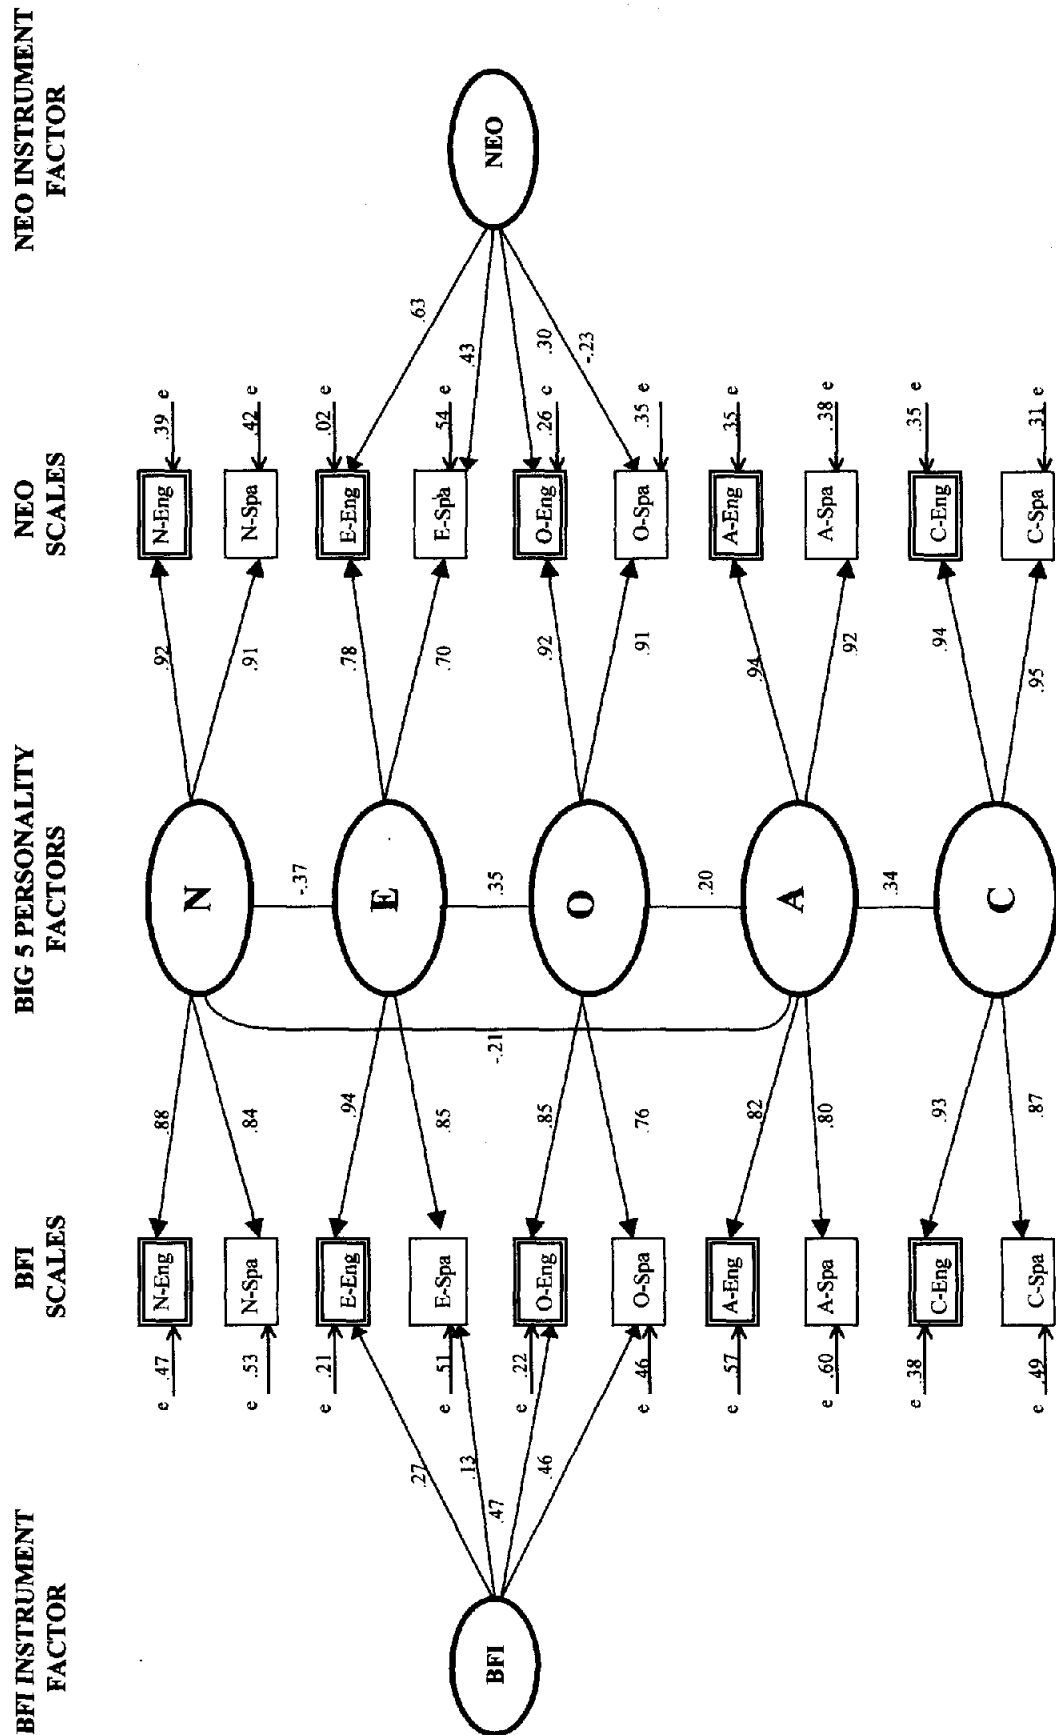 BFI INSTRUMENT
FACTOR
BFI
SCALES
BIG 5 PERSONALITY
FACTORS
NEO
SCALES
NEO INSTRUMENT
FACTOR
e .47 N-Eng .88 N .92 N-Eng .39 e
e .53 N-Spa .84 .91 N-Spa .42 e
-.37
e .21 E-Eng .94 E .78 E-Eng .02 e
.27 .63
e .51 E-Spa .85 .70 E-Spa .54 e
.13 .43
BFI -.21 .35 NEO
.47 .30
e .22 O-Eng .85 O .92 O-Eng .26 e
.46 -.23
e .46 O-Spa .76 .91 O-Spa .35 e
.20
e .57 A-Eng .82 A .94 A-Eng .35 e
e .60 A-Spa .80 .92 A-Spa .38 e
.34
e .38 C-Eng .93 C .94 C-Eng .35 e
e .49 C-Spa .87 .95 C-Spa .31 e